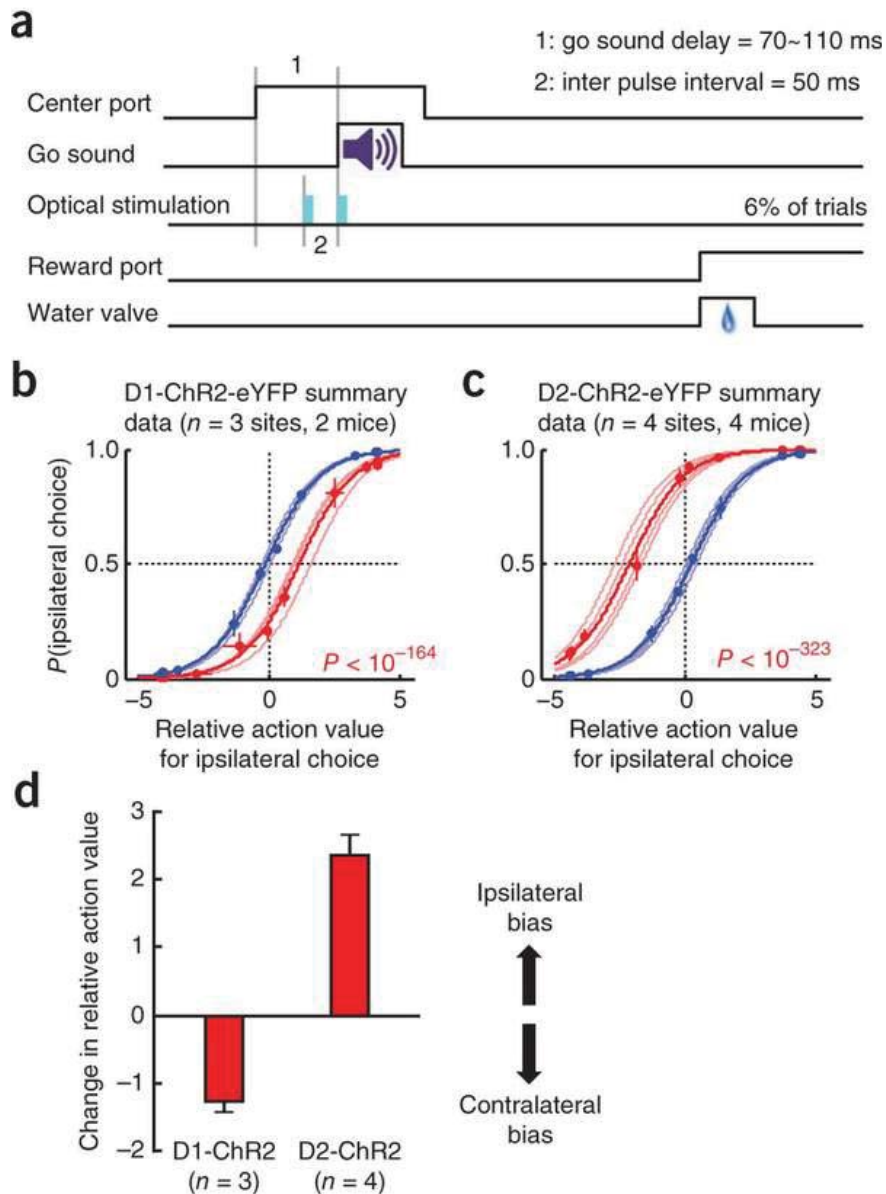 a
1: go sound delay = 70~110 ms
1
2: inter pulse interval = 50 ms
Center port
Go sound
Optical stimulation
6% of trials
2
Reward port
Water valve
b
D1-ChR2-eYFP summary
data (n = 3 sites, 2 mice)
1.0
0.5
0
P(ipsilateral choice)
P < 10^−164
−5 0 5
Relative action value
for ipsilateral choice
c
D2-ChR2-eYFP summary
data (n = 4 sites, 4 mice)
1.0
0.5
0
P < 10^−323
−5 0 5
Relative action value
for ipsilateral choice
d
Change in relative action value
3
2
1
0
−1
−2
D1-ChR2 D2-ChR2
(n = 3) (n = 4)
Ipsilateral
bias
Contralateral
bias